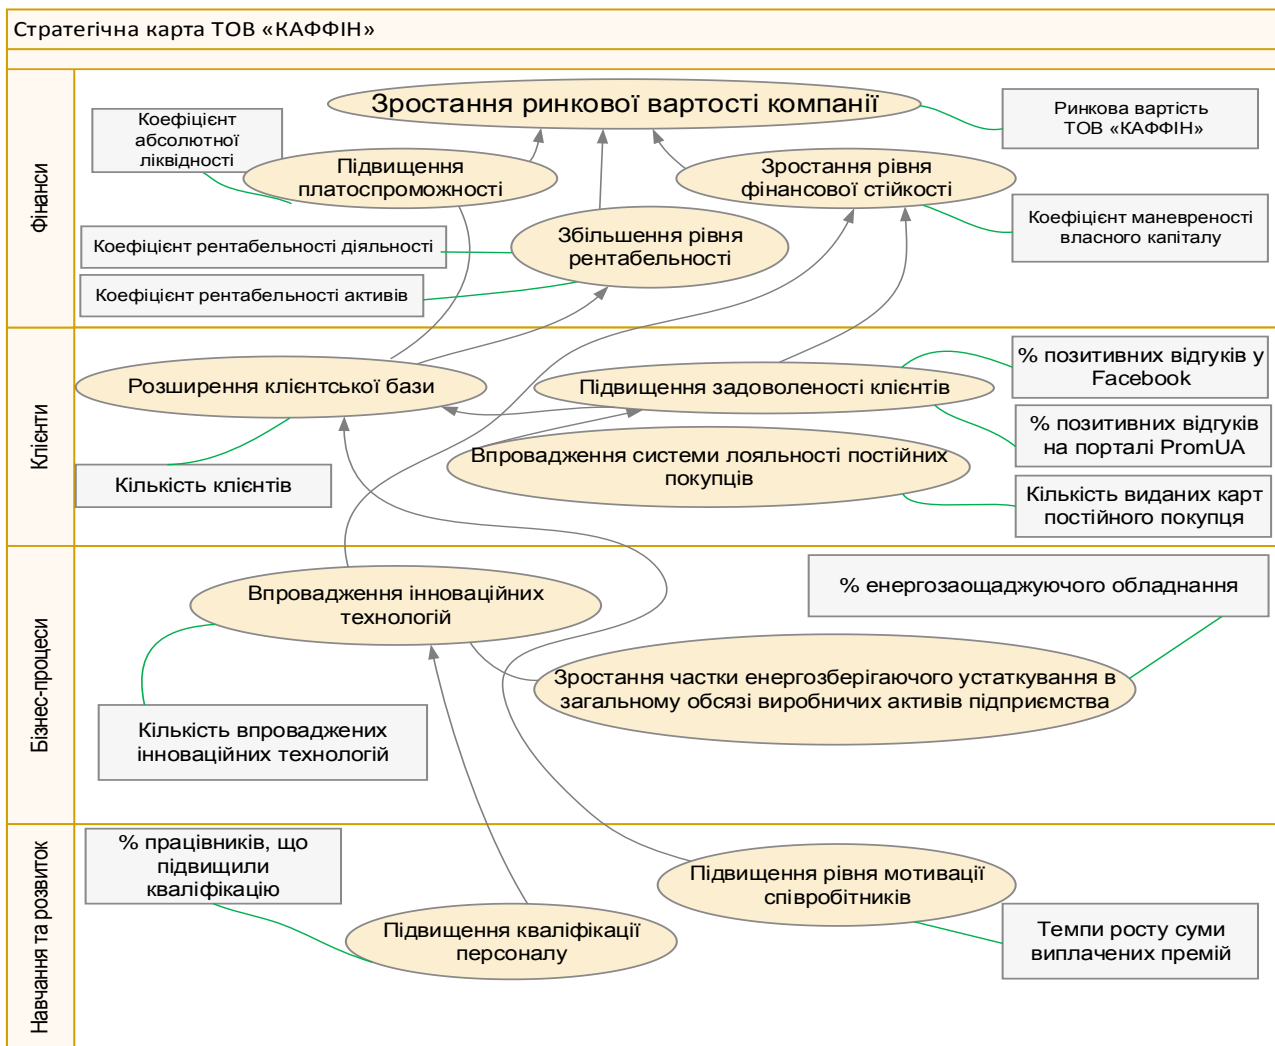 Стратегічна карта ТОВ «КАФФІН»
Фінанси
Зростання ринкової вартості компанії
Ринкова вартість
ТОВ «КАФФІН»
Коефіцієнт
абсолютної
ліквідності
Підвищення
платоспроможності
Зростання рівня
фінансової стійкості
Коефіцієнт маневреності
власного капіталу
Коефіцієнт рентабельності діяльності
Збільшення рівня
рентабельності
Коефіцієнт рентабельності активів
Клієнти
Розширення клієнтської бази
Підвищення задоволеності клієнтів
% позитивних відгуків у
Facebook
% позитивних відгуків
на порталі PromUA
Впровадження системи лояльності постійних
покупців
Кількість клієнтів
Кількість виданих карт
постійного покупця
Бізнес-процеси
% енергозаощаджуючого обладнання
Впровадження інноваційних
технологій
Зростання частки енергозберігаючого устаткування в
загальному обсязі виробничих активів підприємства
Кількість впроваджених
інноваційних технологій
Навчання та розвиток
% працівників, що
підвищили
кваліфікацію
Підвищення рівня мотивації
співробітників
Підвищення кваліфікації
персоналу
Темпи росту суми
виплачених премій